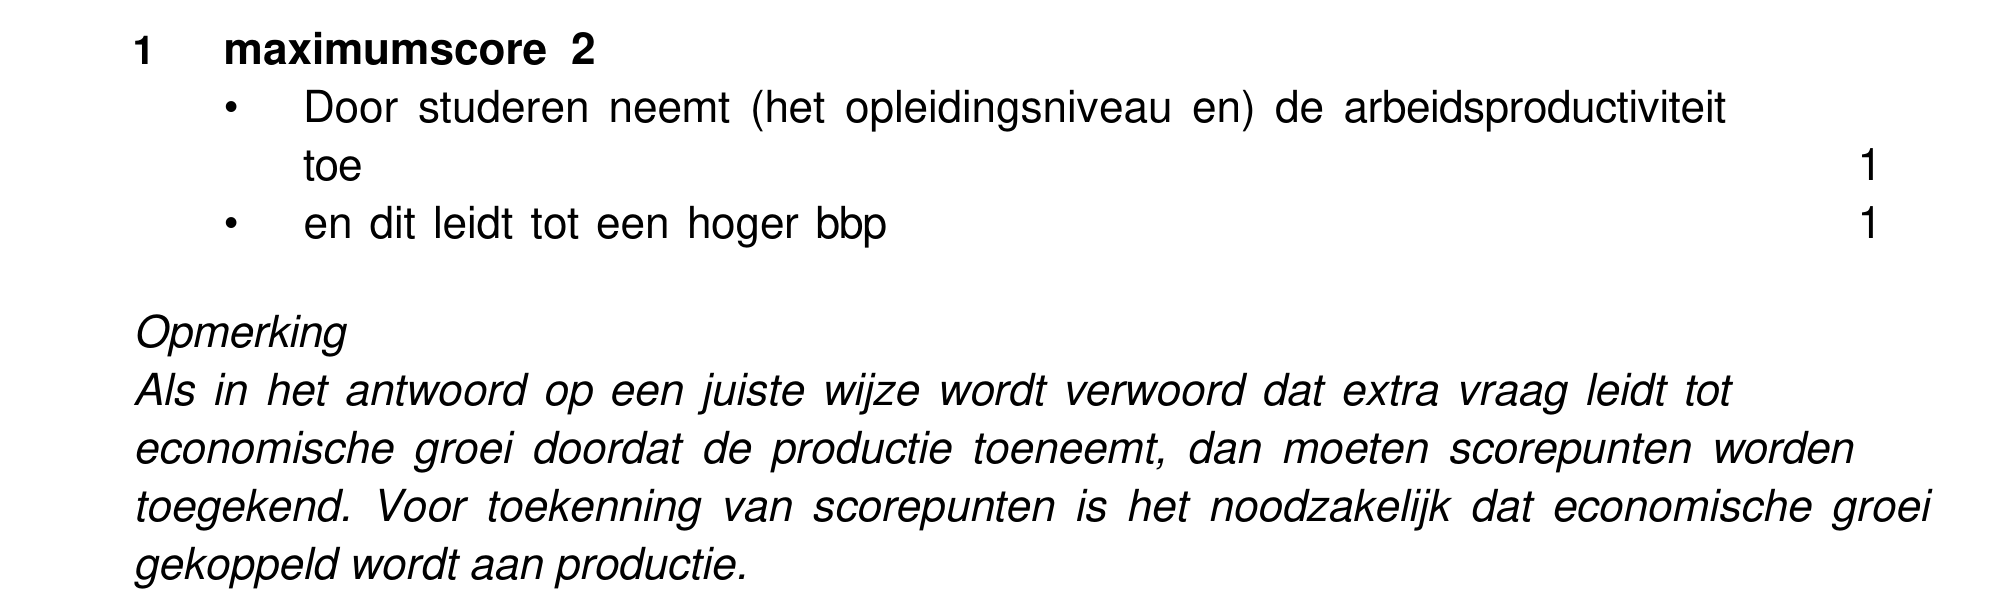 1 maximumscore 2
• Door studeren neemt (het opleidingsniveau en) de arbeidsproductiviteit
toe 1
• en dit leidt tot een hoger bbp 1
Opmerking
Als in het antwoord op een juiste wijze wordt verwoord dat extra vraag leidt tot
economische groei doordat de productie toeneemt, dan moeten scorepunten worden
toegekend. Voor toekenning van scorepunten is het noodzakelijk dat economische groei
gekoppeld wordt aan productie.